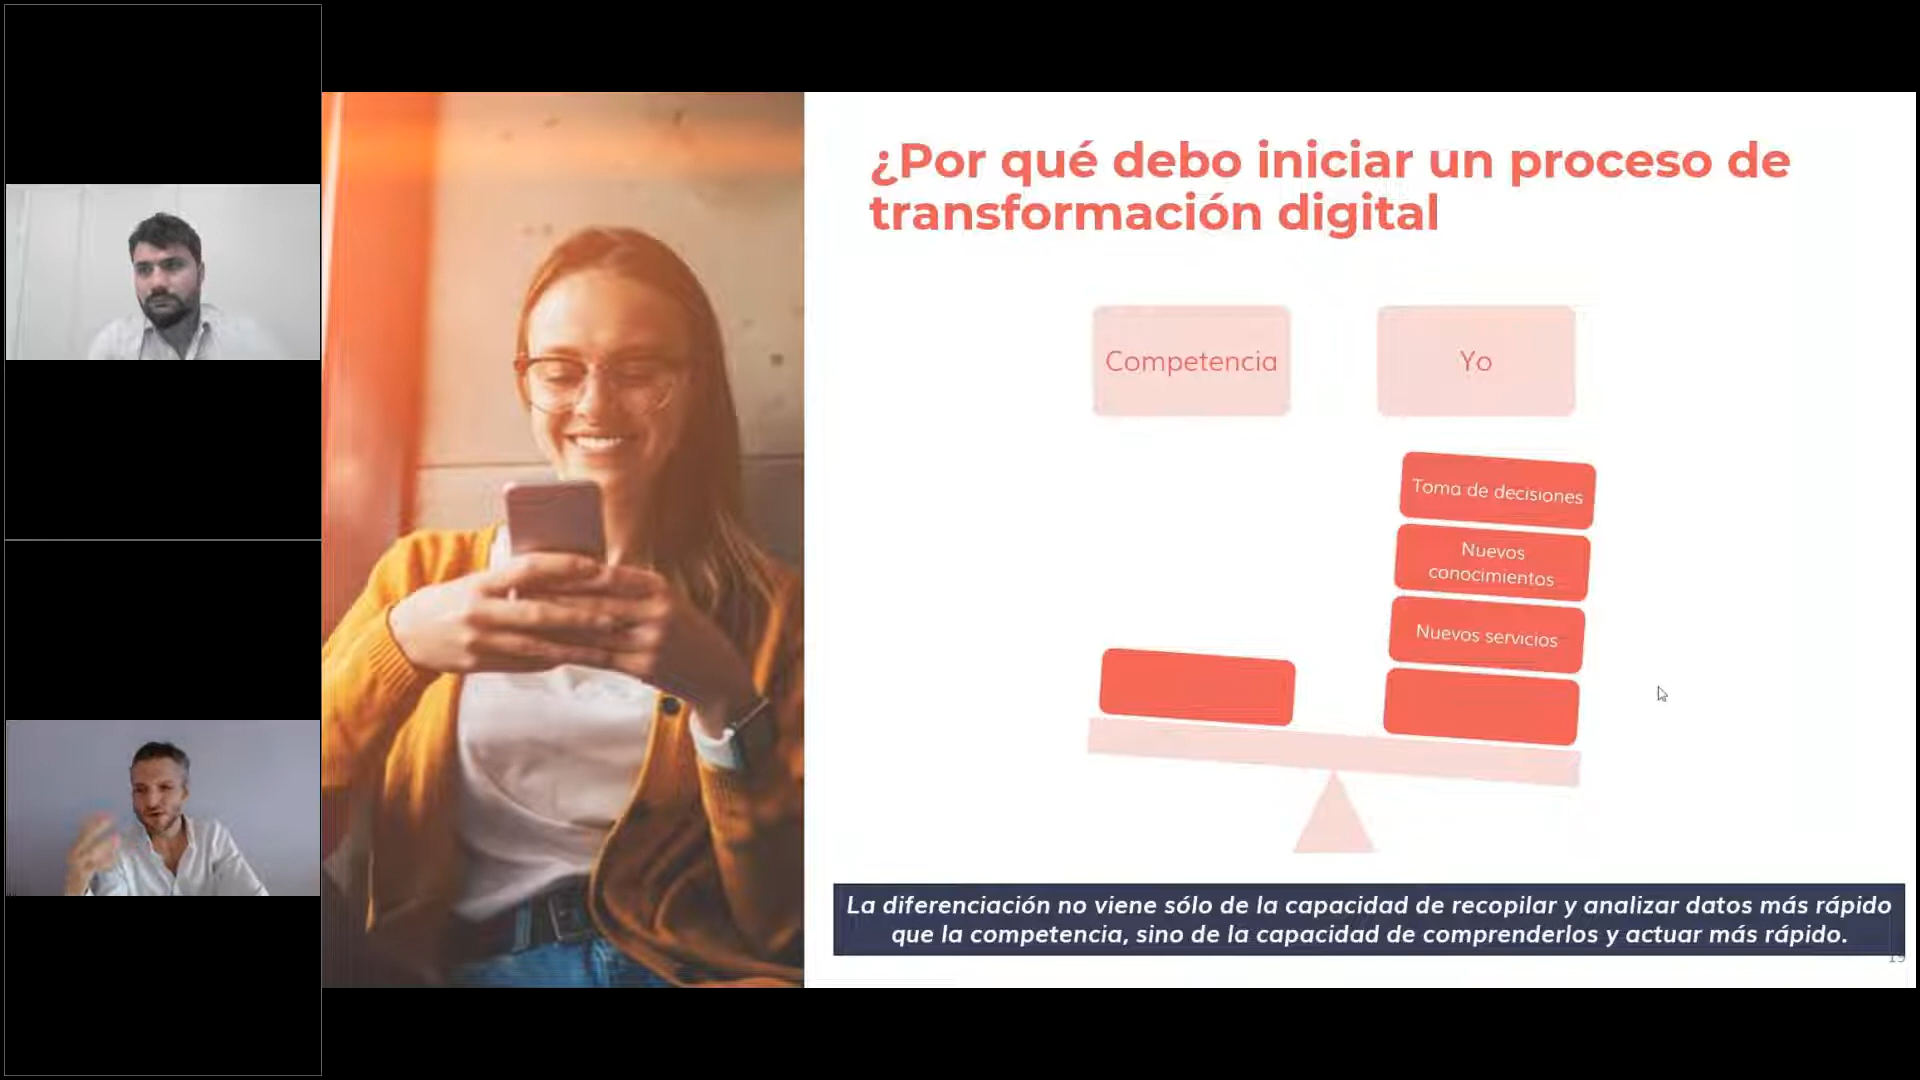 ¿Por qué debo iniciar un proceso de
transformación digital
Competencia
Yo
Toma de decisiones
Nuevos
conocimientos
Nuevos servicios
La diferenciación no viene sólo de la capacidad de recopilar y analizar datos más rápido
que la competencia, sino de la capacidad de comprenderlos y actuar más rápido.